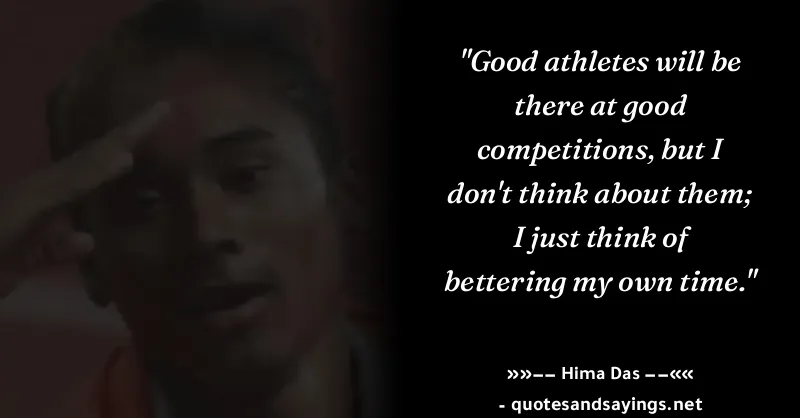 "Good athletes will be
there at good
competitions, but I
don't think about them;
I just think of
bettering my own time."
»»−− Hima Das −−««
- quotesandsayings.net